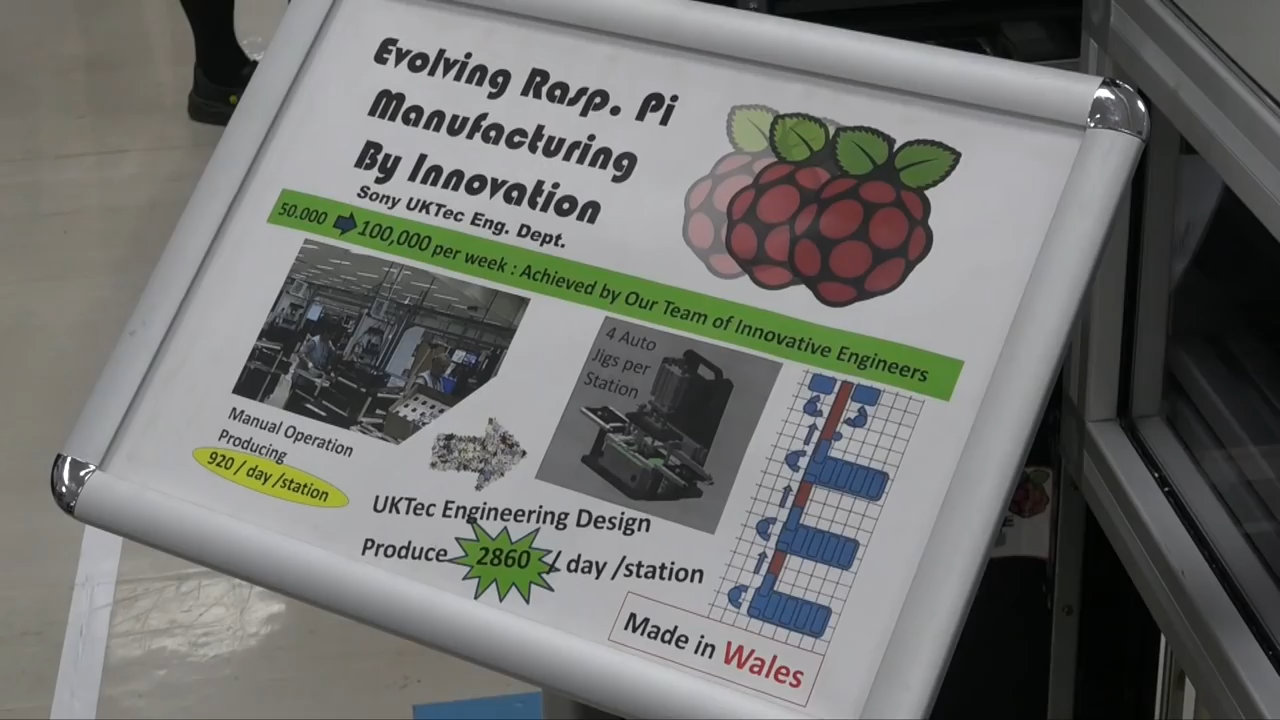 Evolving Rasp. Pi
Manufacturing
By Innovation
Sony UKTec Eng. Dept.
50.000 100,000 per week : Achieved by Our Team of Innovative Engineers
4 Auto
Jigs per
Station
Manual Operation
Producing
920 / day /station
UKTec Engineering Design
Produce 2860 / day /station
Made in Wales